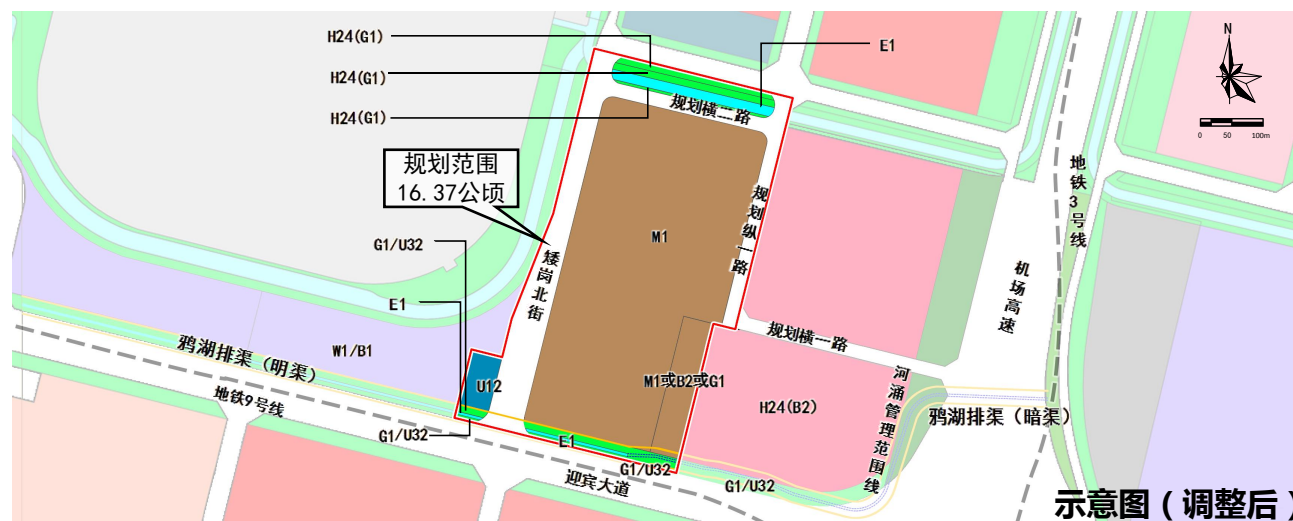 H24(G1)
E1
N
H24(G1)
H24(G1)
规划横二路
0 50 100m
规划范围
16.37公顷
地铁3号线
规划纵一路
M1
G1/U32
矮岗北街
机场高速
E1
规划横一路
鸦湖排渠（明渠）
W1/B1
U12
M1或B2或G1
河涌管理范围线
地铁9号线
H24(B2)
鸦湖排渠（暗渠）
G1/U32
E1
G1/U32
迎宾大道
G1/U32
示意图（调整后）